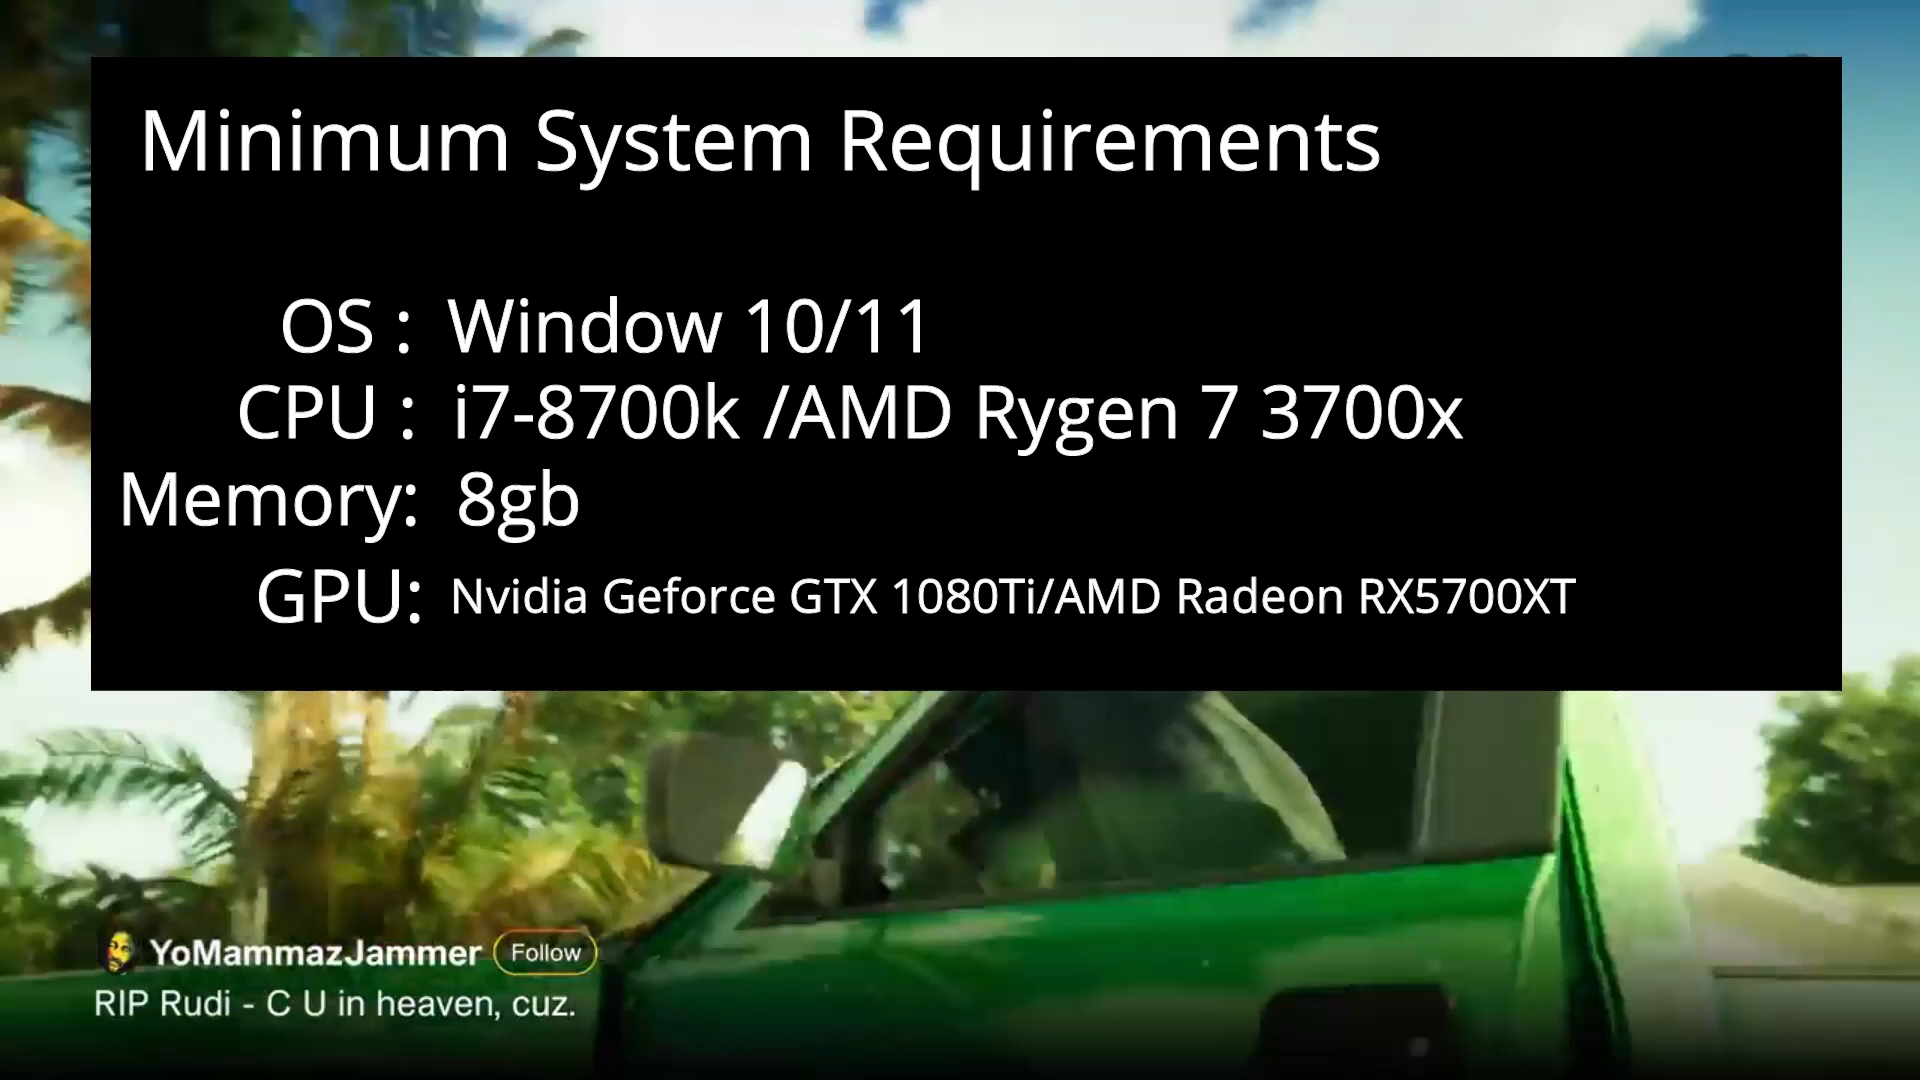 Minimum System Requirements
OS : Window 10/11
CPU : i7-8700k /AMD Rygen 7 3700x
Memory: 8gb
GPU: Nvidia Geforce GTX 1080Ti/AMD Radeon RX5700XT
YoMammazJammer Follow
RIP Rudi - C U in heaven, cuz.